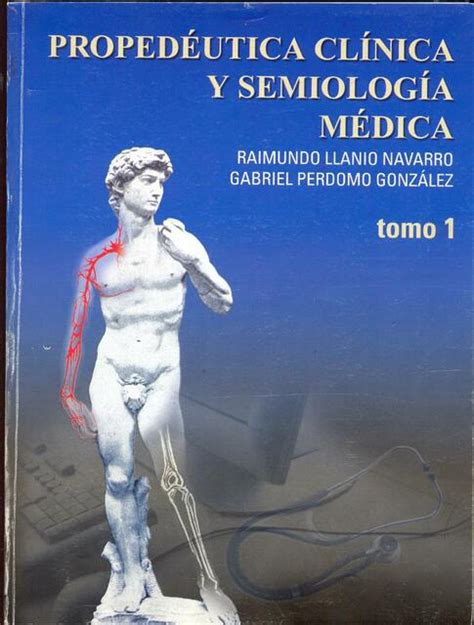 PROPEDÉUTICA CLÍNICA
Y SEMIOLOGÍA
MÉDICA
RAIMUNDO LLANIO NAVARRO
GABRIEL PERDOMO GONZÁLEZ
tomo 1